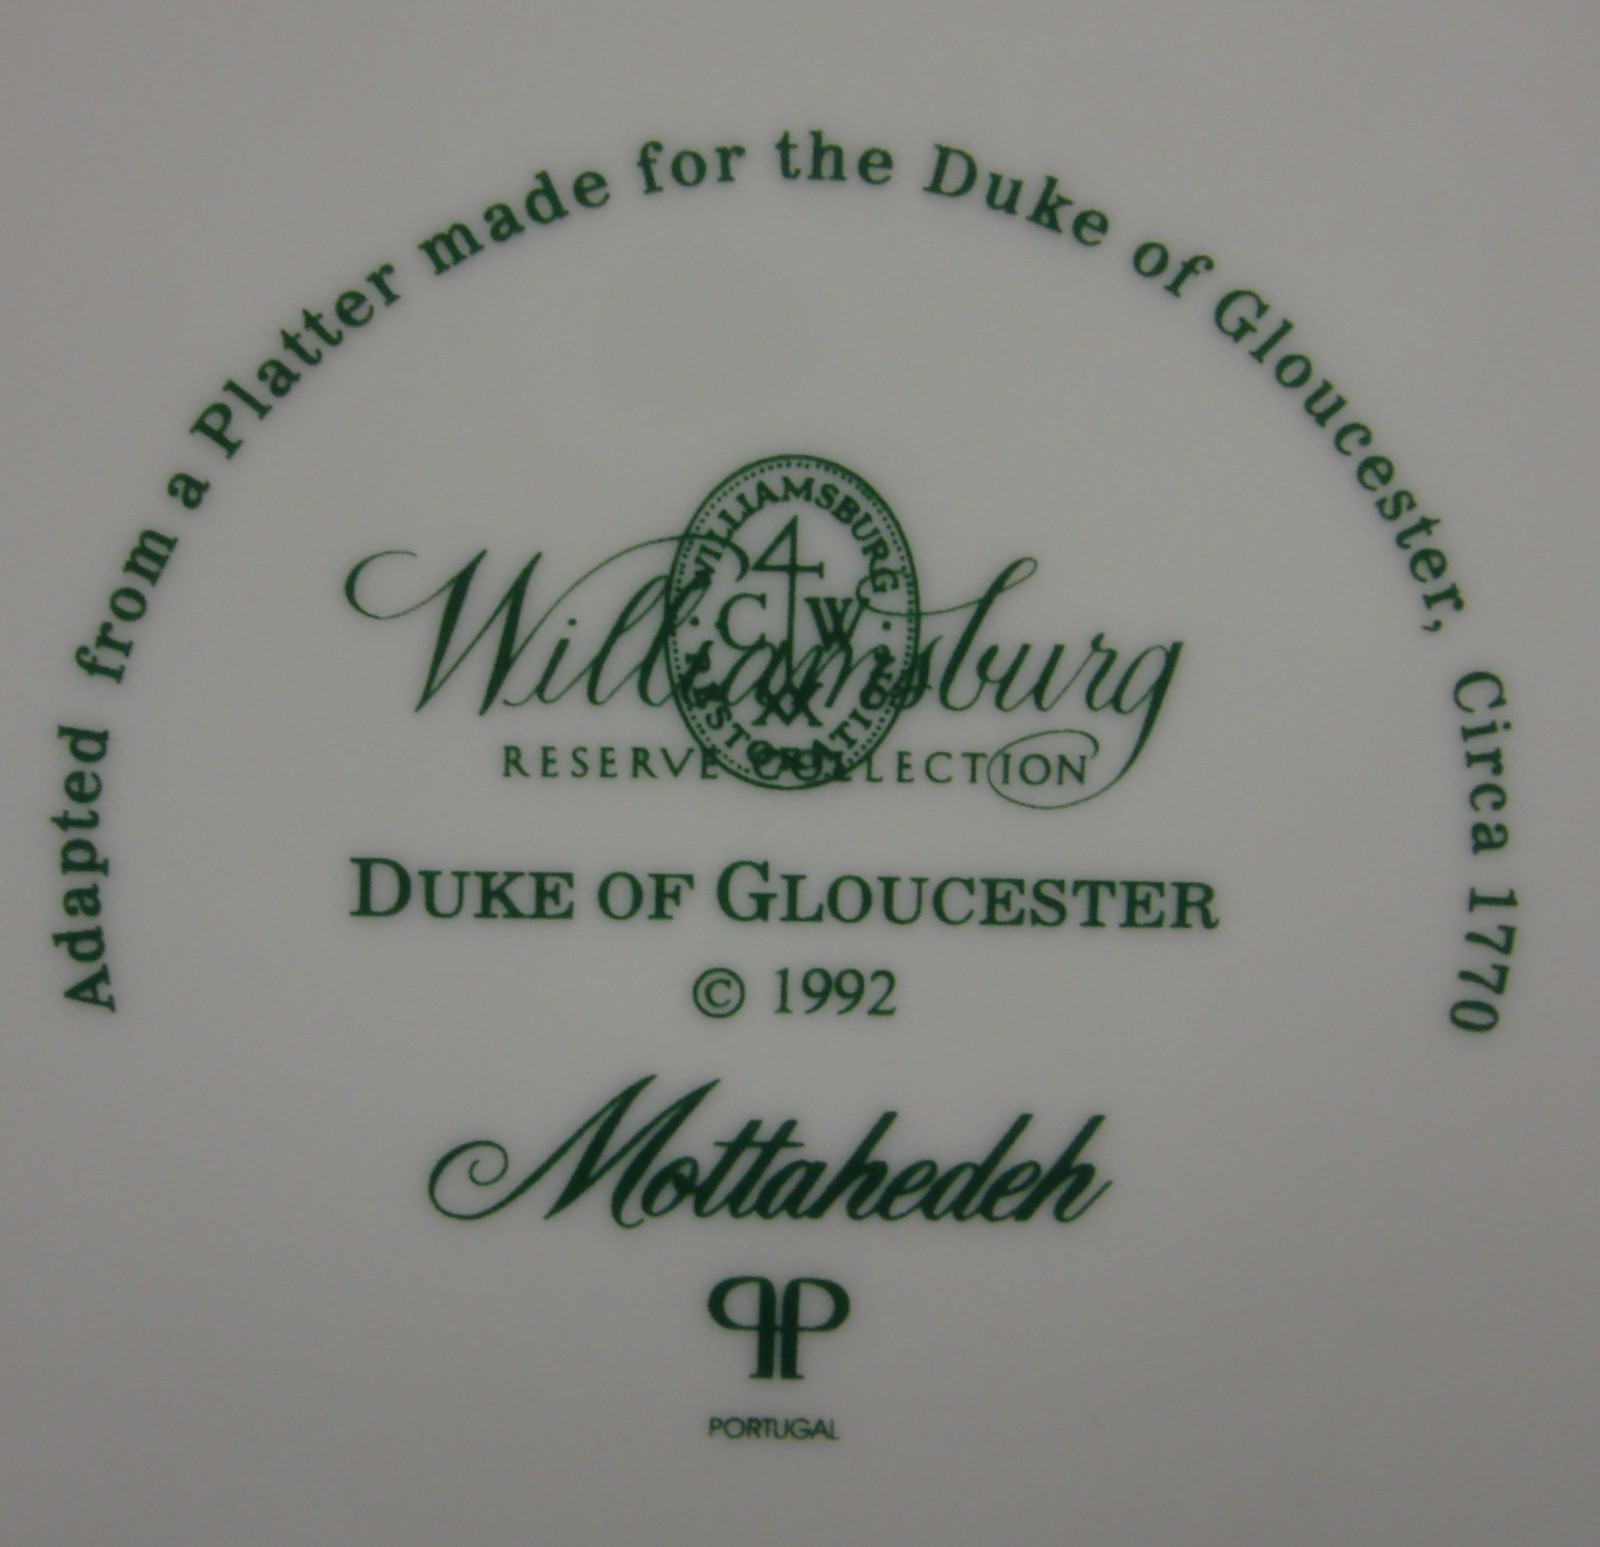 Adapted from a Platter made for the Duke of Gloucester, Circa 1770
WILLIAMSBURG
C W
RESTORATION
Williamsburg
RESERVE COLLECTION
DUKE OF GLOUCESTER
© 1992
Mottahedeh
PP
PORTUGAL